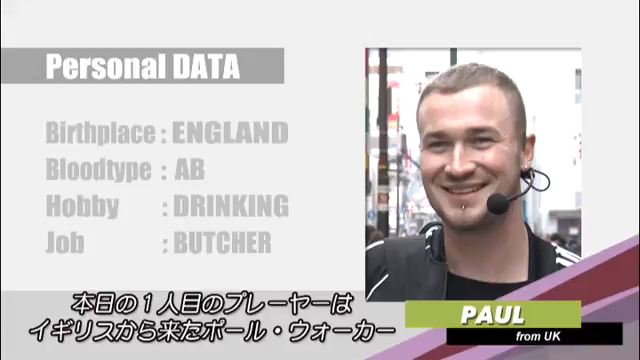 Personal DATA
Birthplace : ENGLAND
Bloodtype : AB
Hobby : DRINKING
Job : BUTCHER
本日の1人目のプレーヤーは
イギリスから来たポール・ウォーカー
PAUL
from UK